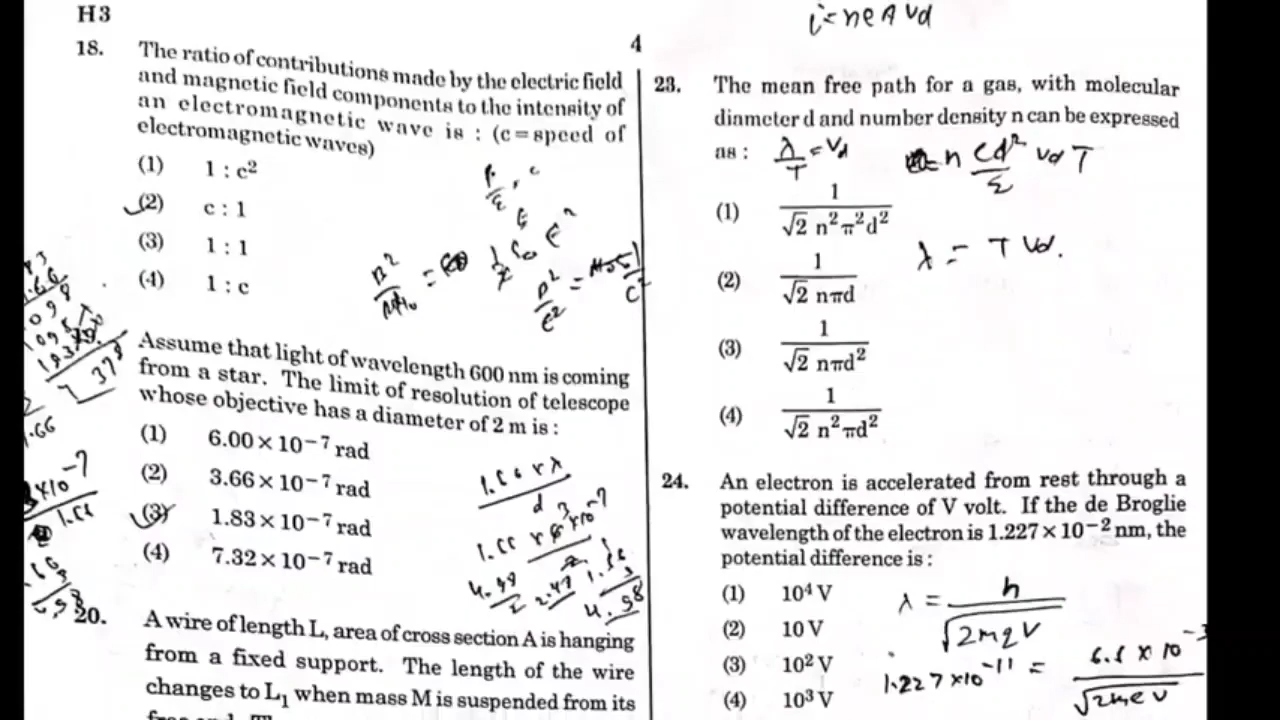 H3
4
18. The ratio of contributions made by the electric field
and magnetic field components to the intensity of
an electromagnetic wave is : (c=speed of
electromagnetic waves)
(1) 1 : c²
(2) c : 1
(3) 1 : 1
(4) 1 : c
19. Assume that light of wavelength 600 nm is coming
from a star. The limit of resolution of telescope
whose objective has a diameter of 2 m is :
(1) 6.00 × 10⁻⁷ rad
(2) 3.66 × 10⁻⁷ rad
(3) 1.83 × 10⁻⁷ rad
(4) 7.32 × 10⁻⁷ rad
20. A wire of length L, area of cross section A is hanging
from a fixed support. The length of the wire
changes to L₁ when mass M is suspended from its
i = neAvd
23. The mean free path for a gas, with molecular
diameter d and number density n can be expressed
as : λ/T = Vd
(1) 1/(√2 n²π²d²)
λ = T Vd.
(2) 1/(√2 nπd)
(3) 1/(√2 nπd²)
(4) 1/(√2 n²πd²)
24. An electron is accelerated from rest through a
potential difference of V volt. If the de Broglie
wavelength of the electron is 1.227 × 10⁻² nm, the
potential difference is :
(1) 10⁴ V
(2) 10 V
(3) 10² V
(4) 10³ V
λ = h/√(2mqV)
1.227×10⁻¹¹ =
√2meV